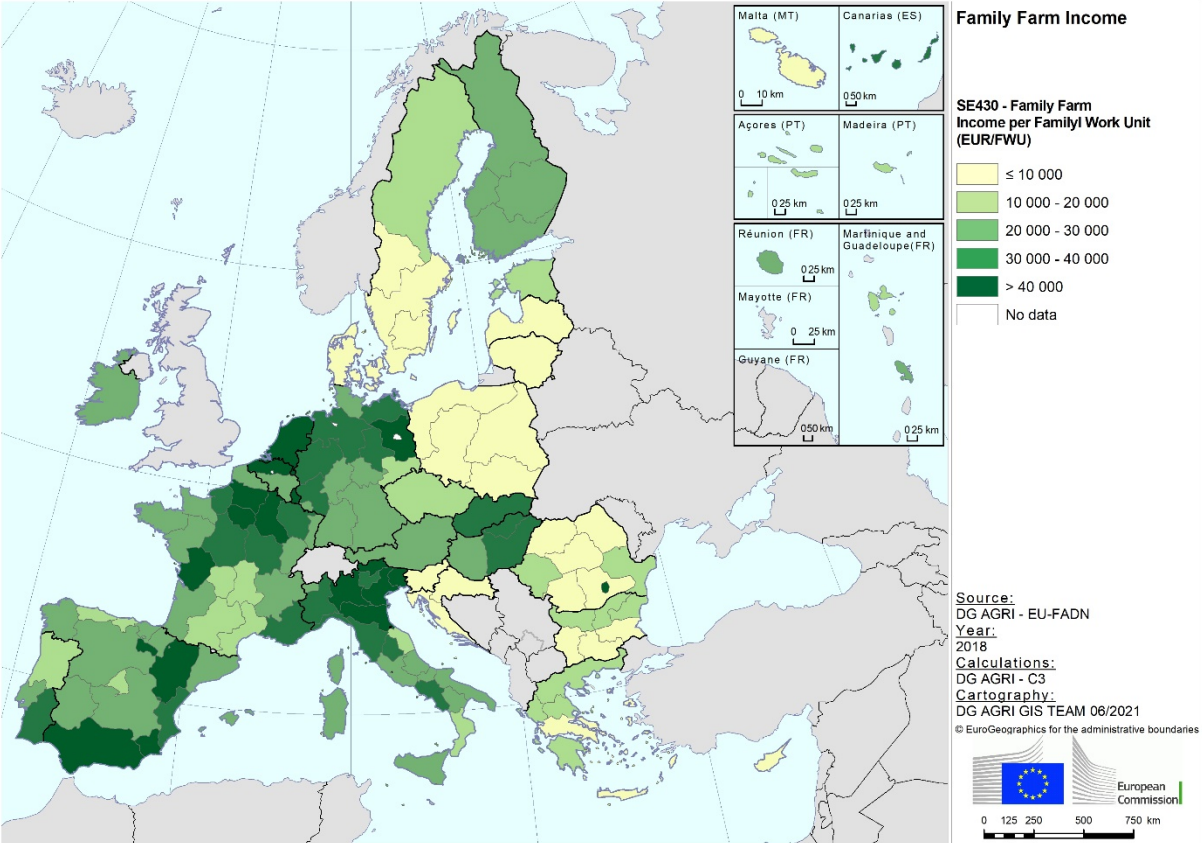 Malta (MT)
0 10 km
Canarias (ES)
0 50 km
Açores (PT)
0 25 km
Madeira (PT)
0 25 km
Réunion (FR)
0 25 km
Mayotte (FR)
0 25 km
Guyane (FR)
0 50 km
Martinique and
Guadeloupe(FR)
0 25 km
Family Farm Income
SE430 - Family Farm
Income per Familyl Work Unit
(EUR/FWU)
≤ 10 000
10 000 - 20 000
20 000 - 30 000
30 000 - 40 000
> 40 000
No data
Source:
DG AGRI - EU-FADN
Year:
2018
Calculations:
DG AGRI - C3
Cartography:
DG AGRI GIS TEAM 06/2021
© EuroGeographics for the administrative boundaries
European
Commission
0 125 250 500 750 km